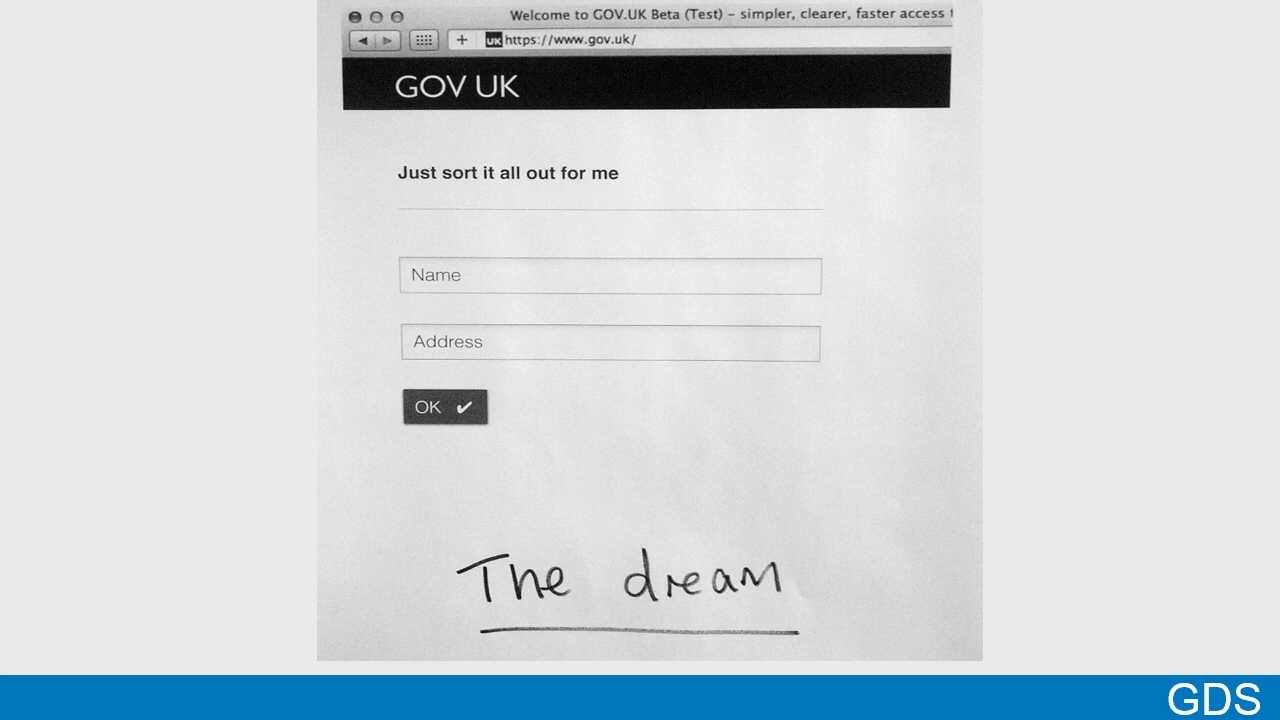 Welcome to GOV.UK Beta (Test) – simpler, clearer, faster access t
+ UK https://www.gov.uk/
GOV UK
Just sort it all out for me
Name
Address
OK ✔
The dream
GDS